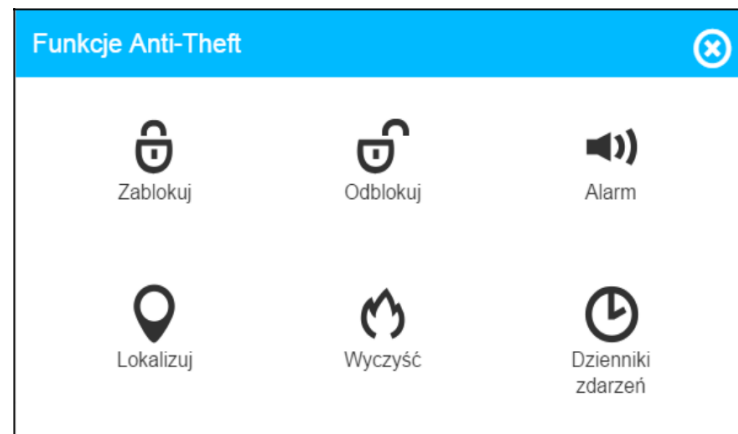 Funkcje Anti-Theft
Zablokuj
Odblokuj
Alarm
Lokalizuj
Wyczyść
Dzienniki
zdarzeń